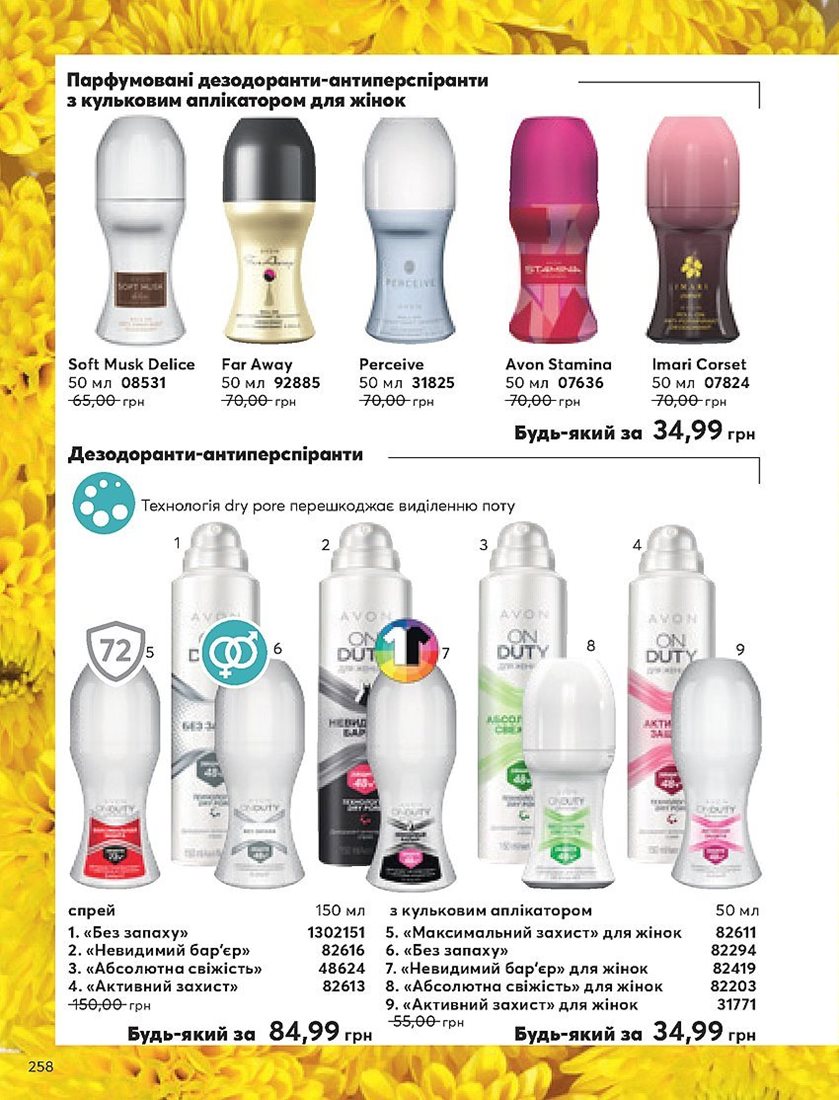 Парфумовані дезодоранти-антиперспіранти
з кульковим аплікатором для жінок
SOFT MUSK
PERCEIVE
AVON
STAMINA
IMARI
Soft Musk Delice
50 мл 08531
65,00 грн
Far Away
50 мл 92885
70,00 грн
Perceive
50 мл 31825
70,00 грн
Avon Stamina
50 мл 07636
70,00 грн
Imari Corset
50 мл 07824
70,00 грн
Будь-який за 34,99 грн
Дезодоранти-антиперспіранти
Технологія dry pore перешкоджає виділенню поту
1
2
3
4
AVON
AVON
AVON
ON
DUTY
ON
DUTY
72
5
6
7
8
9
48ч
48ч
48ч
ONDUTY
ONDUTY
ONDUTY
ONDUTY
ONDUTY
спрей 150 мл
1. «Без запаху» 1302151
2. «Невидимий бар’єр» 82616
3. «Абсолютна свіжість» 48624
4. «Активний захист» 82613
150,00 грн
Будь-який за 84,99 грн
з кульковим аплікатором 50 мл
5. «Максимальний захист» для жінок 82611
6. «Без запаху» 82294
7. «Невидимий бар’єр» для жінок 82419
8. «Абсолютна свіжість» для жінок 82203
9. «Активний захист» для жінок 31771
55,00 грн
Будь-який за 34,99 грн
258